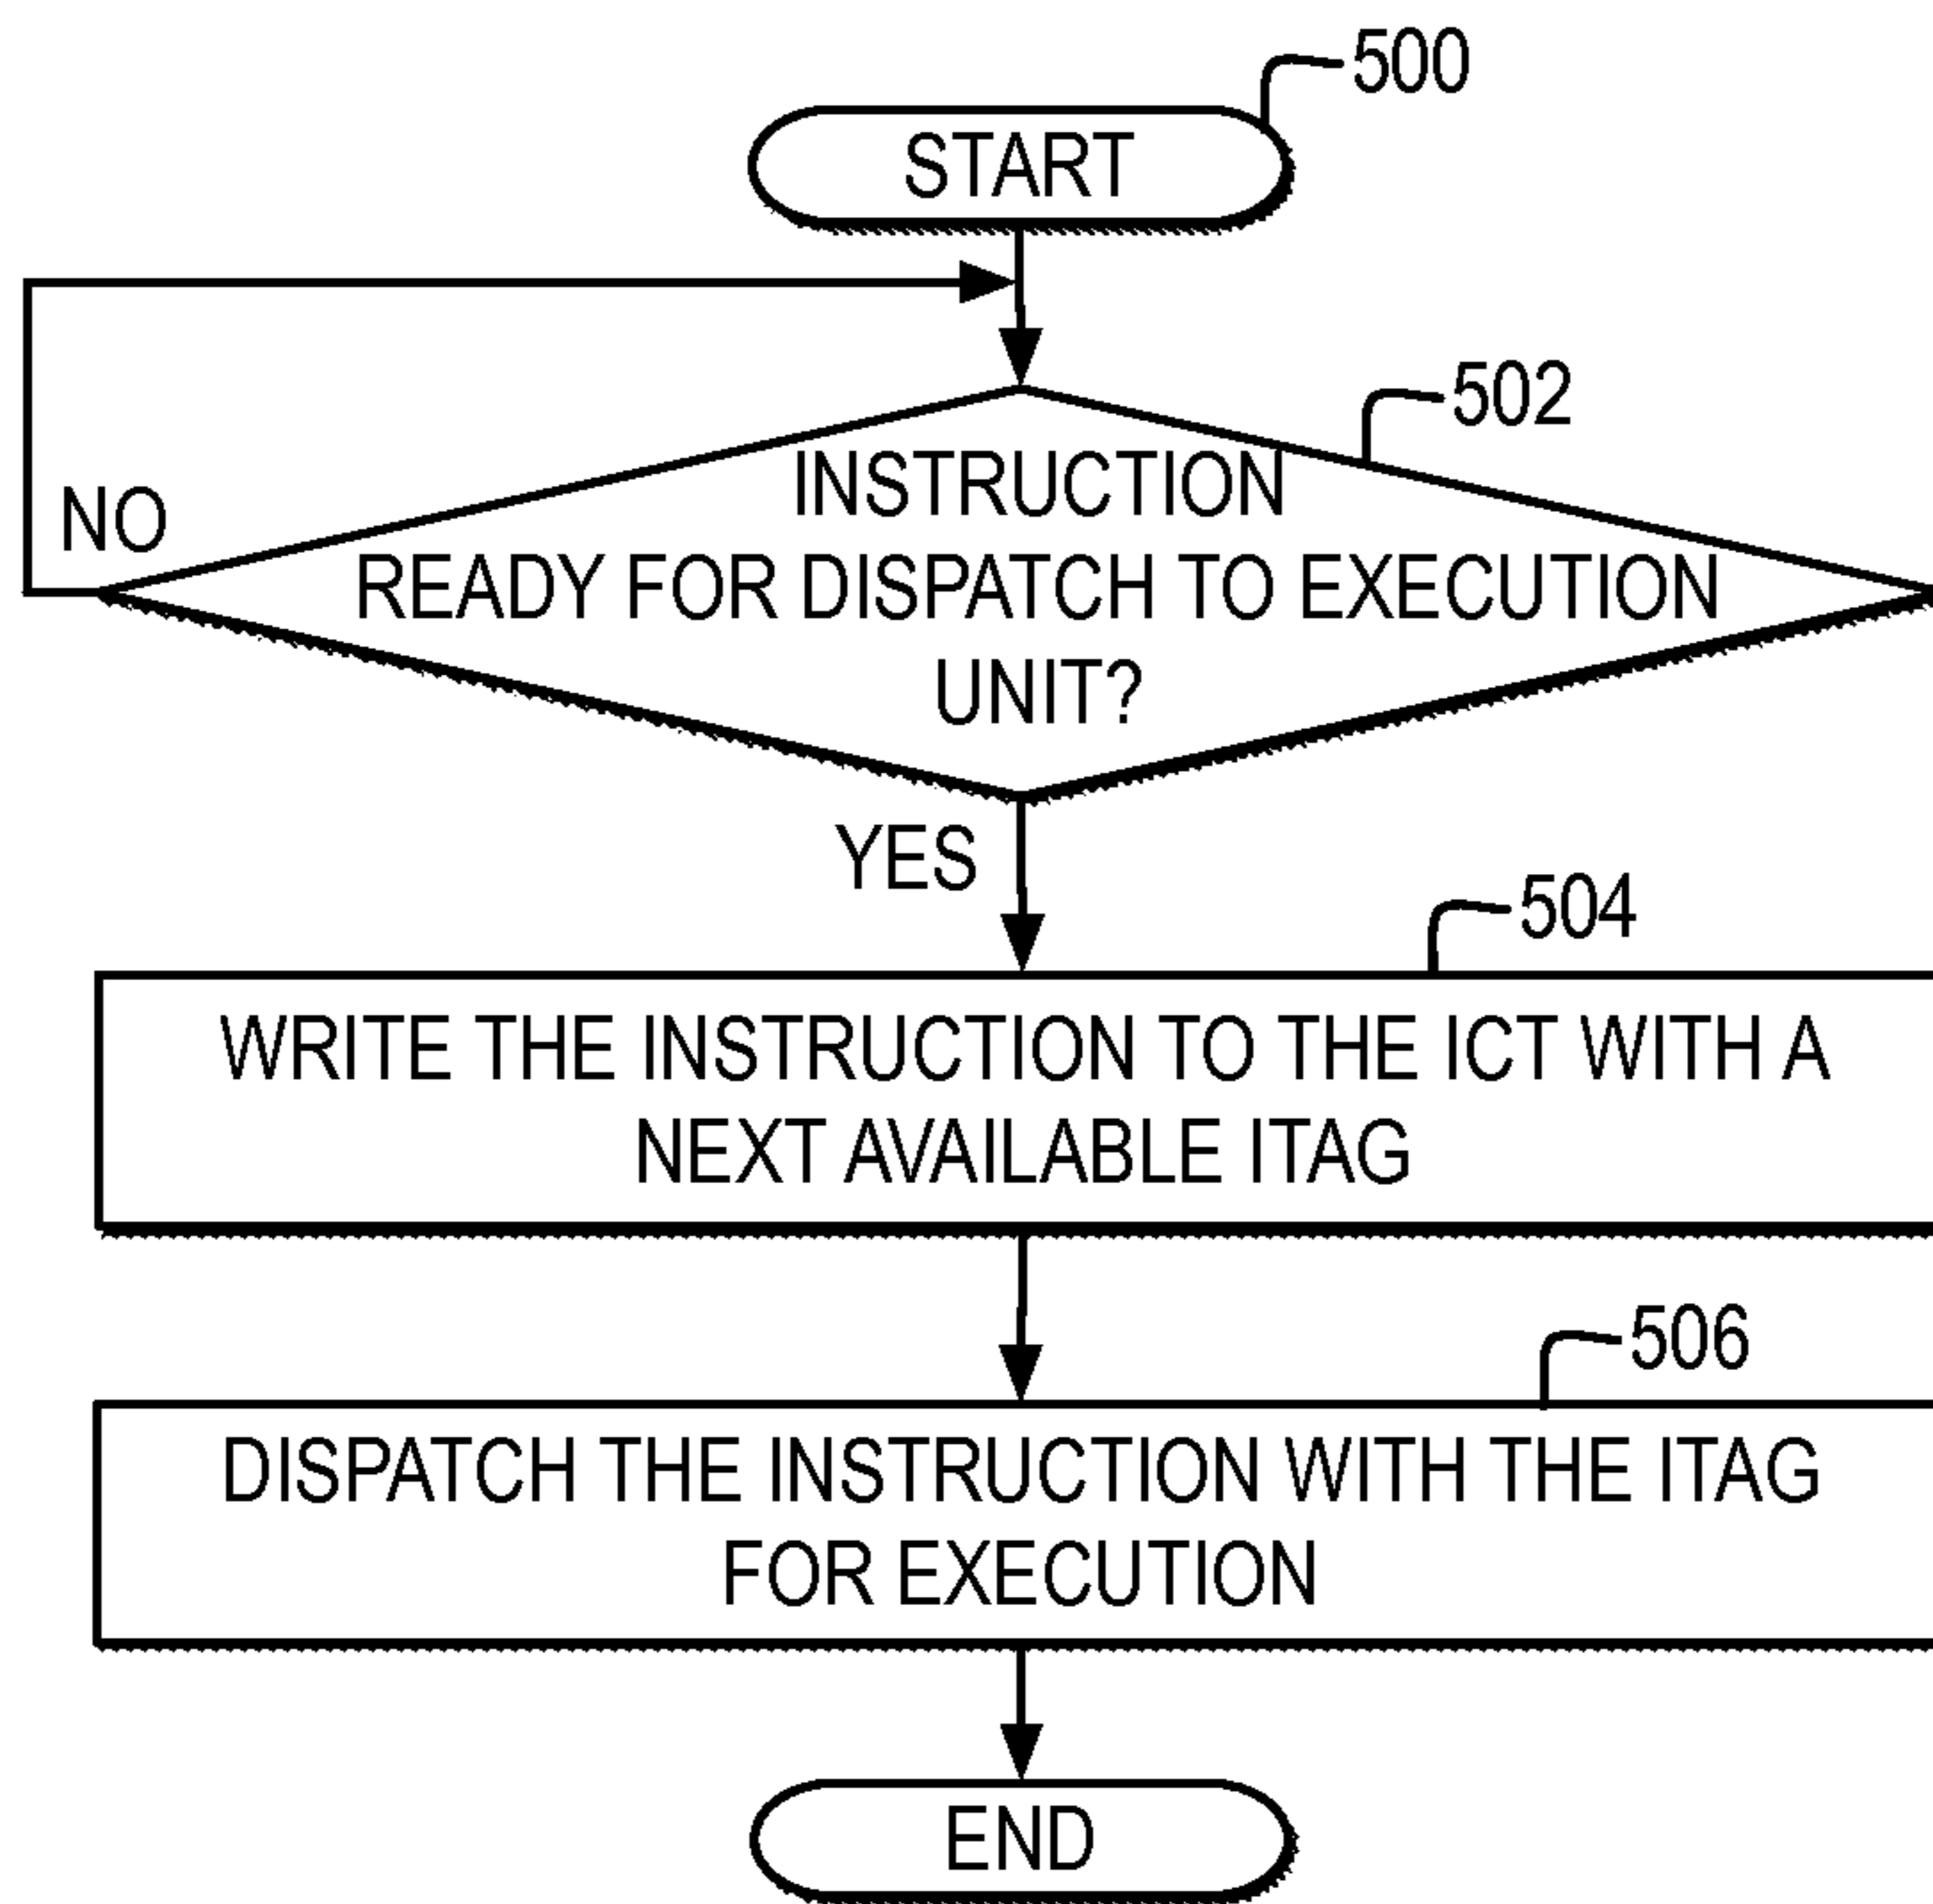 500
START
502
INSTRUCTION
NO
READY FOR DISPATCH TO EXECUTION
UNIT?
YES
504
WRITE THE INSTRUCTION TO THE ICT WITH A
NEXT AVAILABLE ITAG
506
DISPATCH THE INSTRUCTION WITH THE ITAG
FOR EXECUTION
END